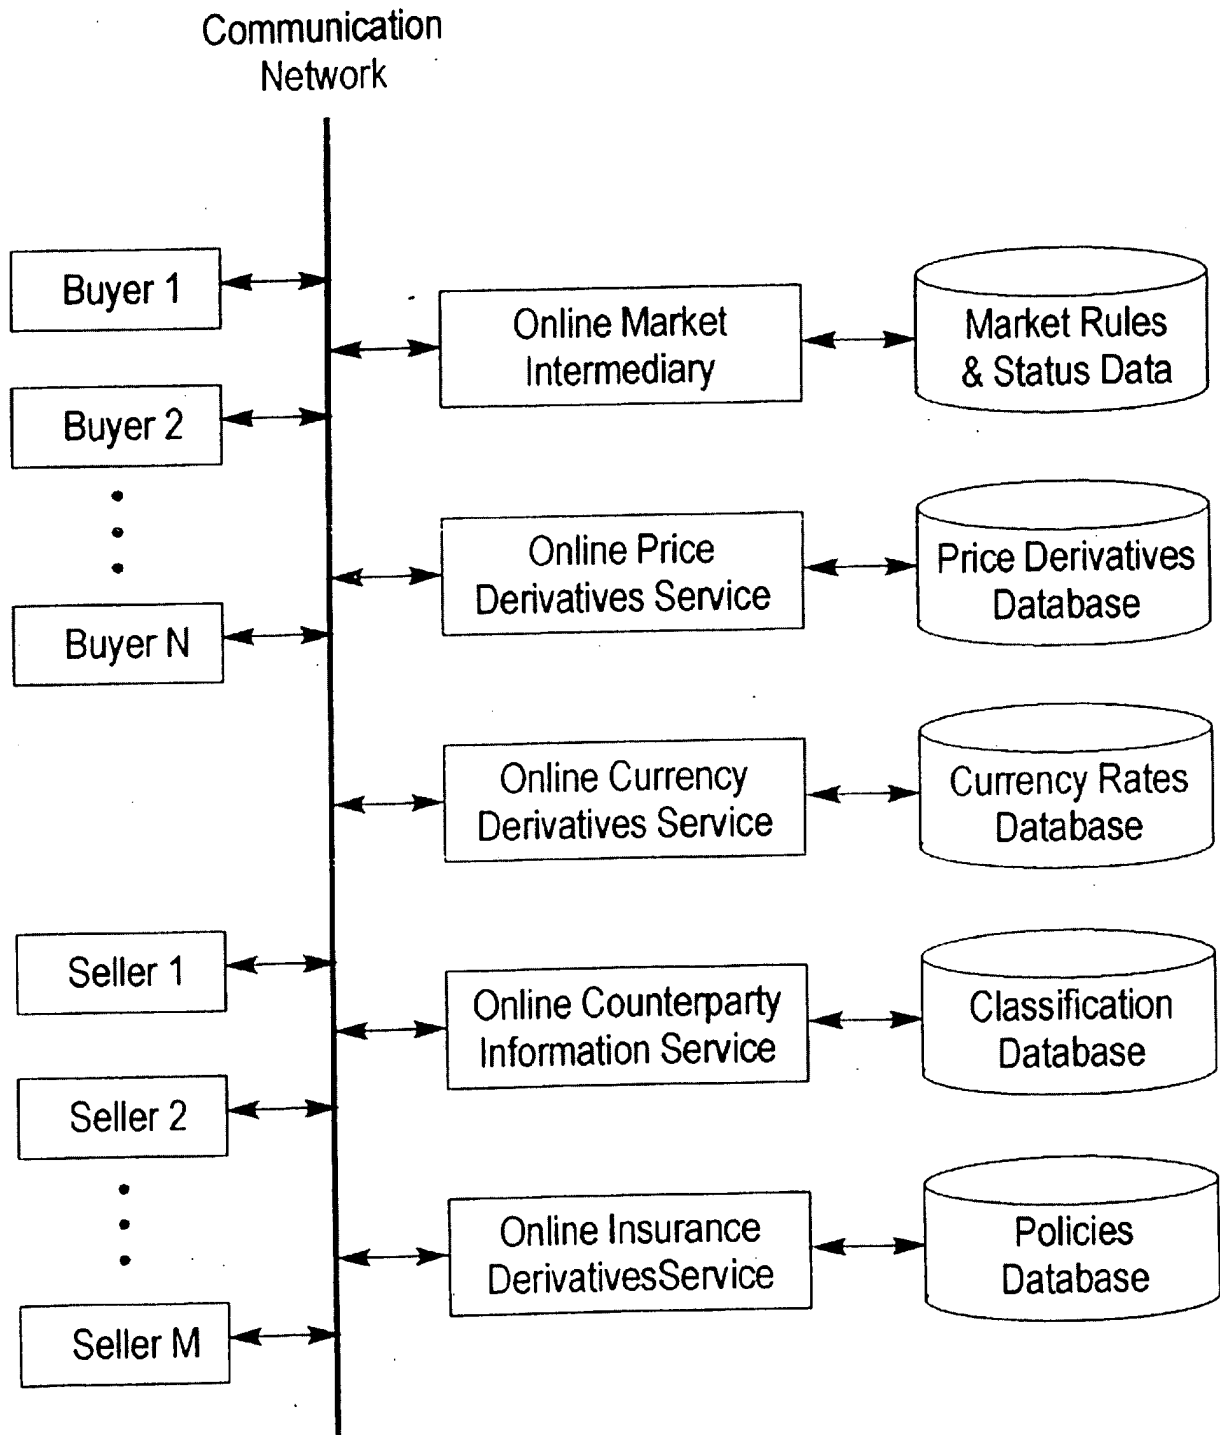 Communication
Network
Buyer 1
Online Market
Intermediary
Market Rules
& Status Data
Buyer 2
Online Price
Derivatives Service
Price Derivatives
Database
Buyer N
Online Currency
Derivatives Service
Currency Rates
Database
Seller 1
Online Counterparty
Information Service
Classification
Database
Seller 2
Online Insurance
DerivativesService
Policies
Database
Seller M